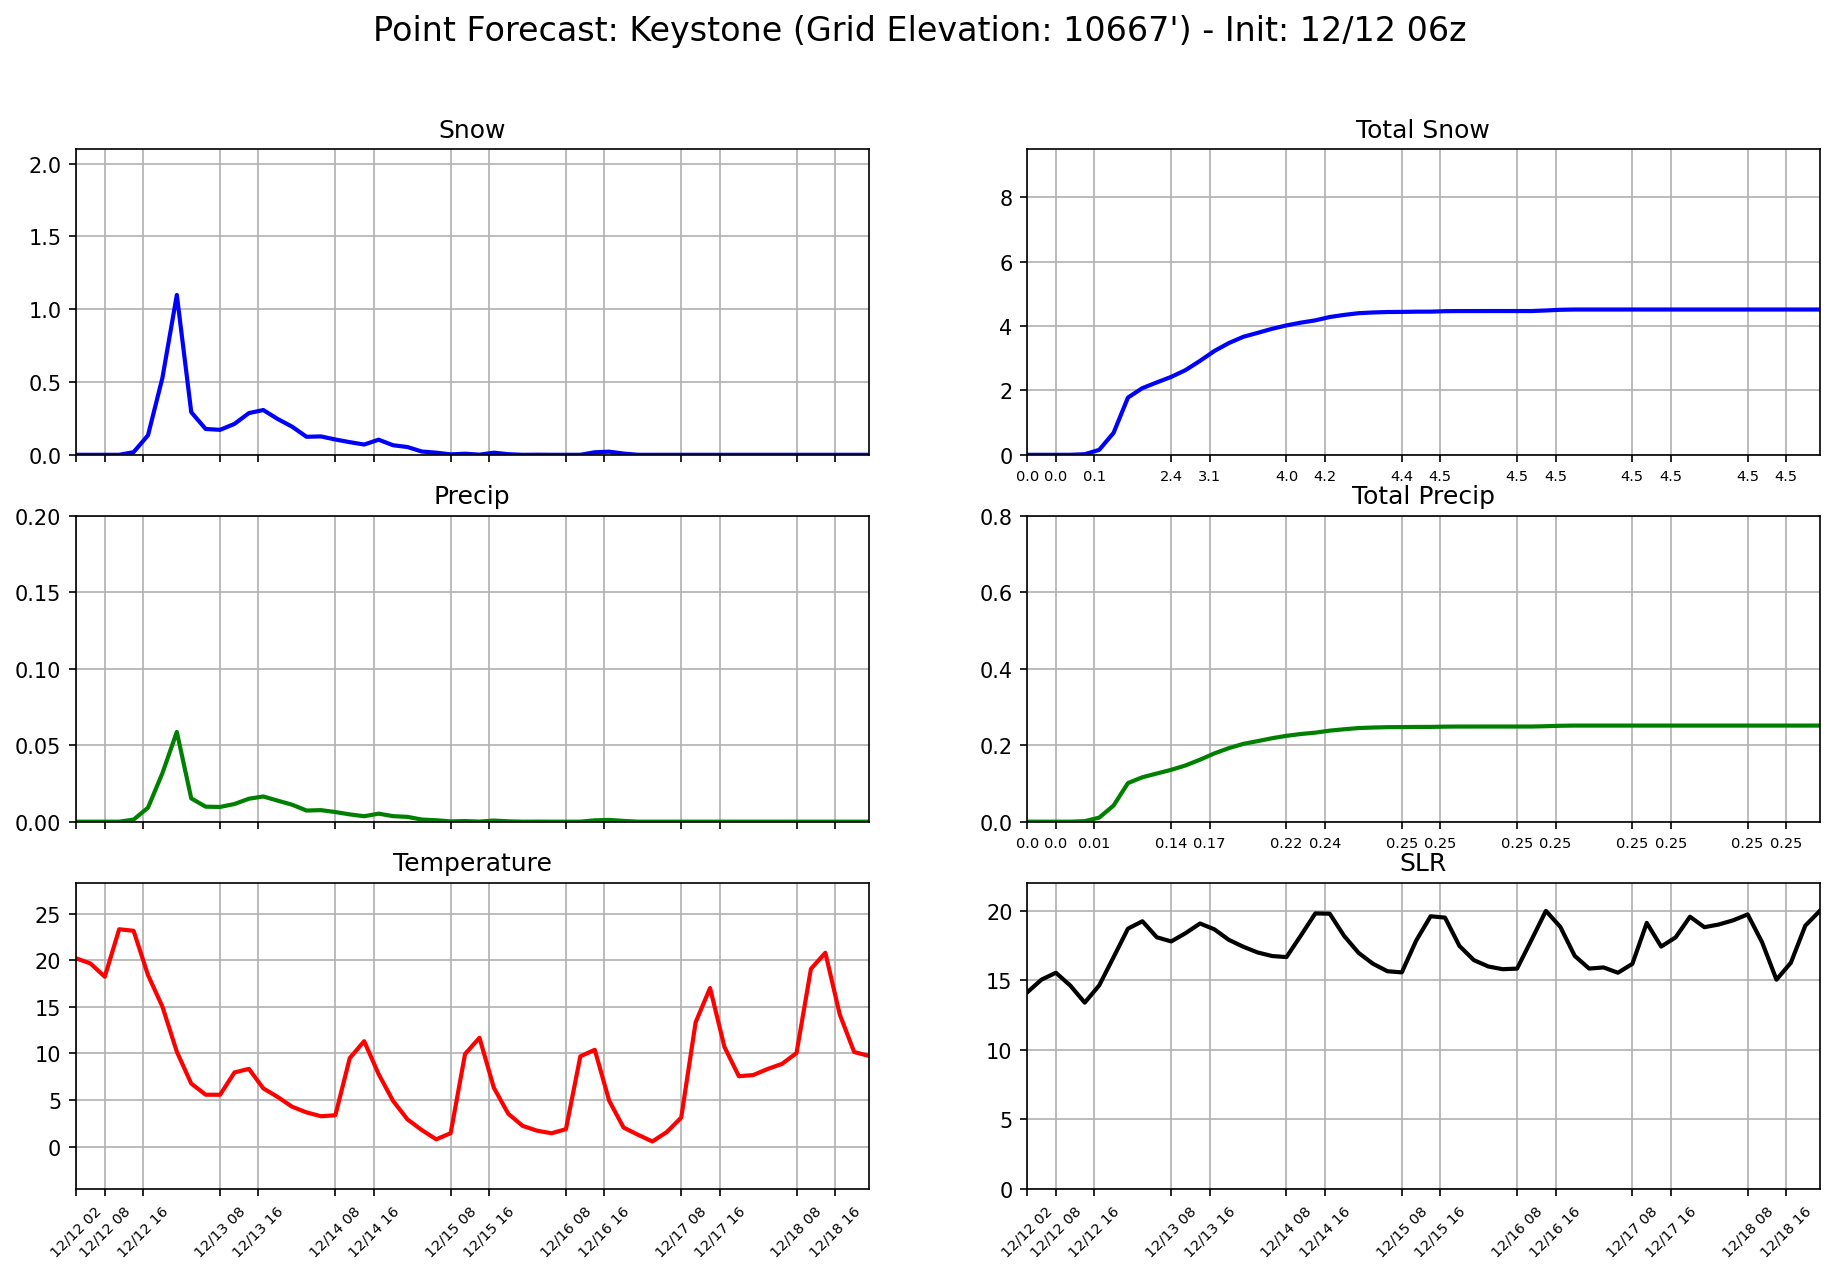 Point Forecast: Keystone (Grid Elevation: 10667') - Init: 12/12 06z
Snow
2.0
1.5
1.0
0.5
0.0
Total Snow
8
6
4
2
0
0.0 0.0 0.1 2.4 3.1 4.0 4.2 4.4 4.5 4.5 4.5 4.5 4.5 4.5 4.5
Precip
0.20
0.15
0.10
0.05
0.00
Total Precip
0.8
0.6
0.4
0.2
0.0
0.0 0.0 0.01 0.14 0.17 0.22 0.24 0.25 0.25 0.25 0.25 0.25 0.25 0.25 0.25
Temperature
25
20
15
10
5
0
12/12 02 12/12 08 12/12 16 12/13 08 12/13 16 12/14 08 12/14 16 12/15 08 12/15 16 12/16 08 12/16 16 12/17 08 12/17 16 12/18 08 12/18 16
SLR
20
15
10
5
0
12/12 02 12/12 08 12/12 16 12/13 08 12/13 16 12/14 08 12/14 16 12/15 08 12/15 16 12/16 08 12/16 16 12/17 08 12/17 16 12/18 08 12/18 16